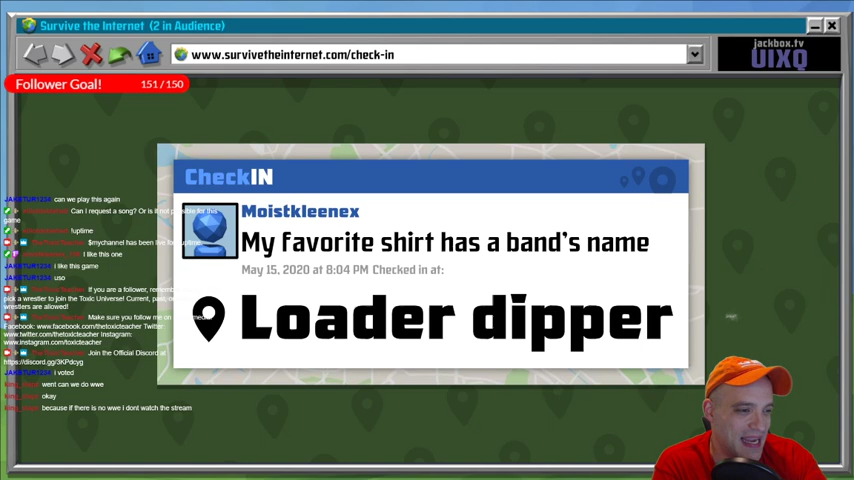 Survive the Internet (2 in Audience)
www.survivetheinternet.com/check-in
jackbox.tv
UIXQ
Follower Goal! 151 / 150
CheckIN
Moistkleenex
My favorite shirt has a band's name
May 15, 2020 at 8:04 PM Checked in at:
Loader dipper
JAKETUR1234 can we play this again
Can I request a song? Or is it not possible for this
game
!uptime
$mychannel has been live for
I like this one
JAKETUR1234 I like this game
JAKETUR1234 uso
If you are a follower,
pick a wrestler to join the Toxic Universe! Current, past,
wrestlers are allowed!
Make sure you follow me on
Facebook: www.facebook.com/thetoxicteacher Twitter:
www.twitter.com/thetoxicteacher Instagram:
www.instagram.com/toxicteacher
Join the Official Discord at
https://discord.gg/3KPdcyg
JAKETUR1234 i voted
went can we do wwe
okay
because if there is no wwe i dont watch the stream